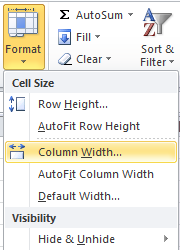 Σ AutoSum
Format
Fill
Clear
Sort &
Filter
Cell Size
Row Height...
AutoFit Row Height
Column Width...
AutoFit Column Width
Default Width...
Visibility
Hide & Unhide